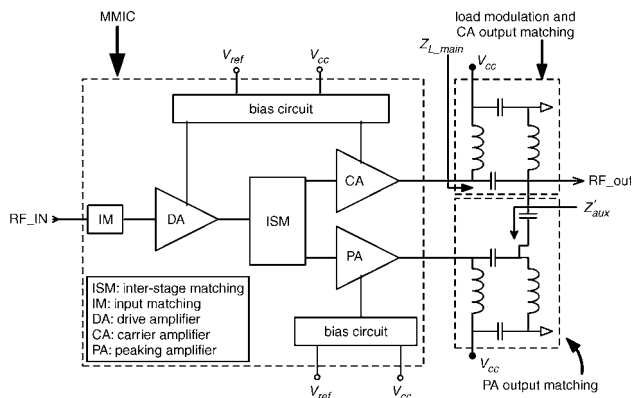 MMIC
load modulation and
CA output matching
Z_L_main
V_ref
V_cc
V_cc
bias circuit
CA
RF_out
RF_IN
IM
DA
ISM
Z'_aux
PA
ISM: inter-stage matching
IM: input matching
DA: drive amplifier
CA: carrier amplifier
PA: peaking amplifier
bias circuit
V_ref
V_cc
V_cc
PA output matching